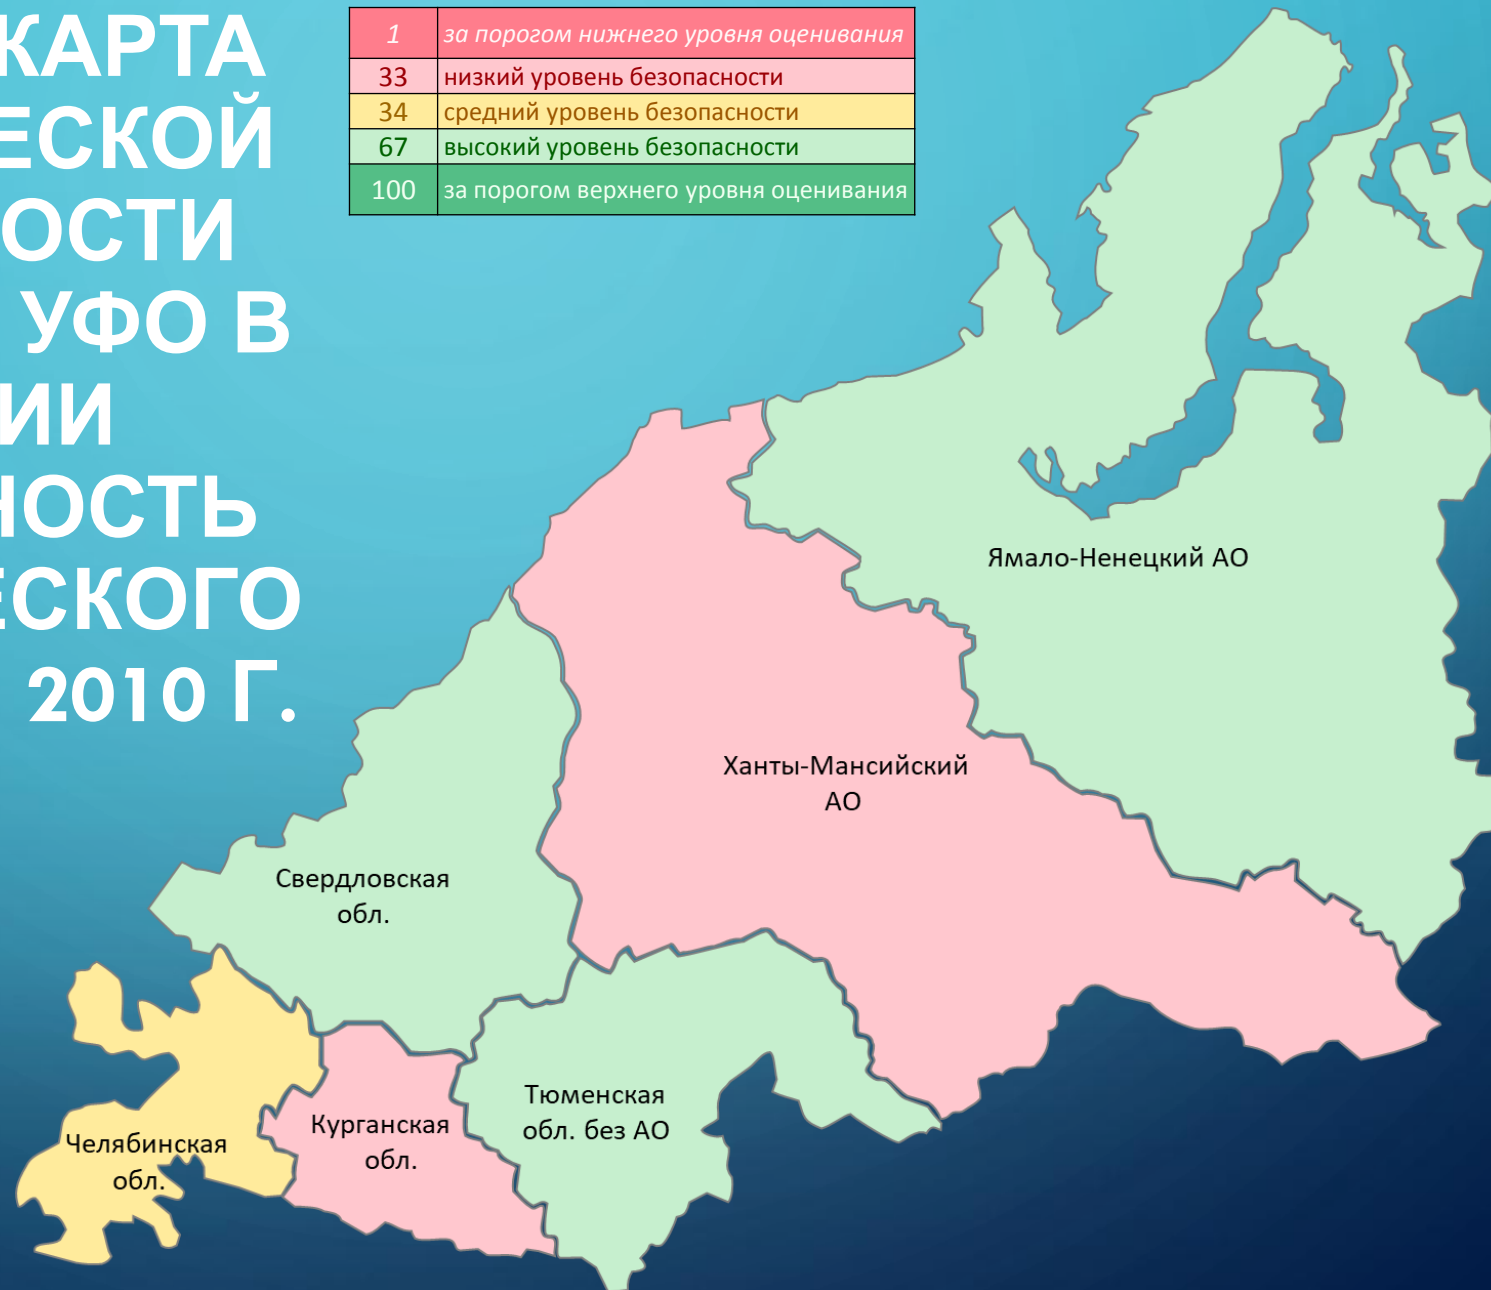 КАРТА
ЕСКОЙ
ОСТИ
УФО В
ИИ
НОСТЬ
ЕСКОГО
2010 Г.
1 за порогом нижнего уровня оценивания
33 низкий уровень безопасности
34 средний уровень безопасности
67 высокий уровень безопасности
100 за порогом верхнего уровня оценивания
Ямало-Ненецкий АО
Ханты-Мансийский
АО
Свердловская
обл.
Тюменская
обл. без АО
Курганская
обл.
Челябинская
обл.